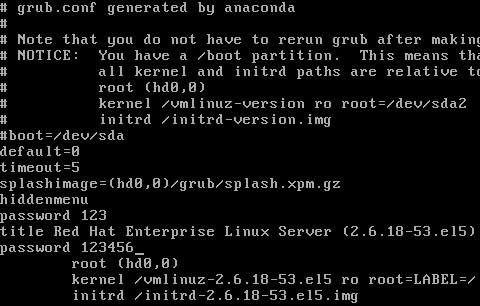 # grub.conf generated by anaconda
#
# Note that you do not have to rerun grub after making
# NOTICE:  You have a /boot partition.  This means tha
#          all kernel and initrd paths are relative to
#          root (hd0,0)
#          kernel /vmlinuz-version ro root=/dev/sda2
#          initrd /initrd-version.img
#boot=/dev/sda
default=0
timeout=5
splashimage=(hd0,0)/grub/splash.xpm.gz
hiddenmenu
password 123
title Red Hat Enterprise Linux Server (2.6.18-53.el5)
password 123456_
        root (hd0,0)
        kernel /vmlinuz-2.6.18-53.el5 ro root=LABEL=/
        initrd /initrd-2.6.18-53.el5.img